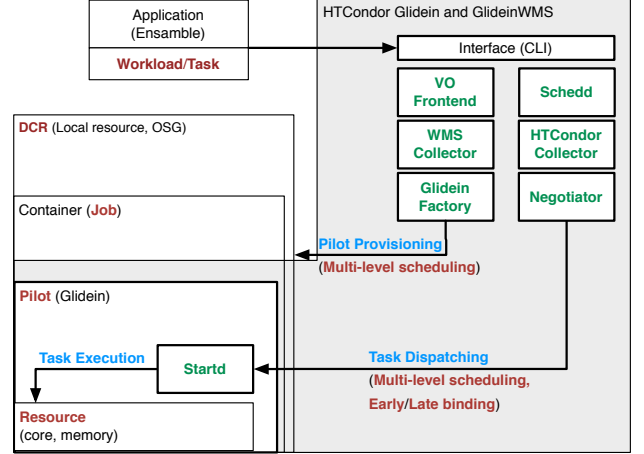 Application
(Ensamble)
Workload/Task
HTCondor Glidein and GlideinWMS
Interface (CLI)
VO
Frontend
Schedd
WMS
Collector
HTCondor
Collector
Glidein
Factory
Negotiator
DCR (Local resource, OSG)
Container (Job)
Pilot Provisioning
(Multi-level scheduling)
Pilot (Glidein)
Task Execution
Startd
Task Dispatching
(Multi-level scheduling,
Early/Late binding)
Resource
(core, memory)